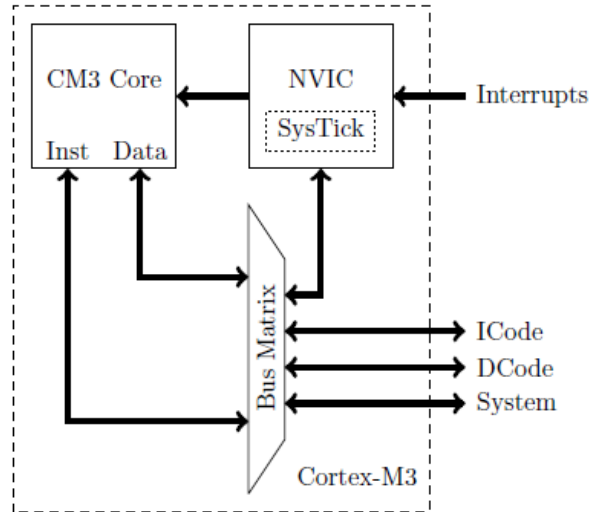 CM3 Core
NVIC
Interrupts
SysTick
Inst Data
Bus Matrix
ICode
DCode
System
Cortex-M3